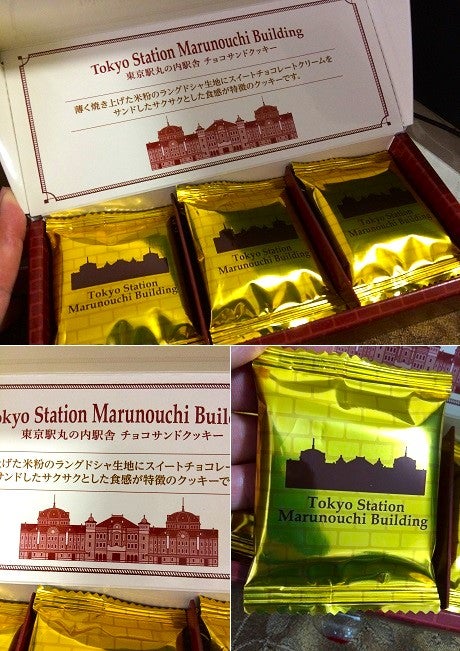 Tokyo Station Marunouchi Building
東京駅丸の内駅舎 チョコサンドクッキー
薄く焼き上げた米粉のラングドシャ生地にスイートチョコレートクリームを
サンドしたサクサクとした食感が特徴のクッキーです。
Tokyo Station
Marunouchi Building
Tokyo Station
Marunouchi Building
Tokyo Station
Marunouchi Building
okyo Station Marunouchi Buil
東京駅丸の内駅舎 チョコサンドクッキー
げた米粉のラングドシャ生地にスイートチョコレー
サンドしたサクサクとした食感が特徴のクッキーで
Tokyo Station
Marunouchi Building